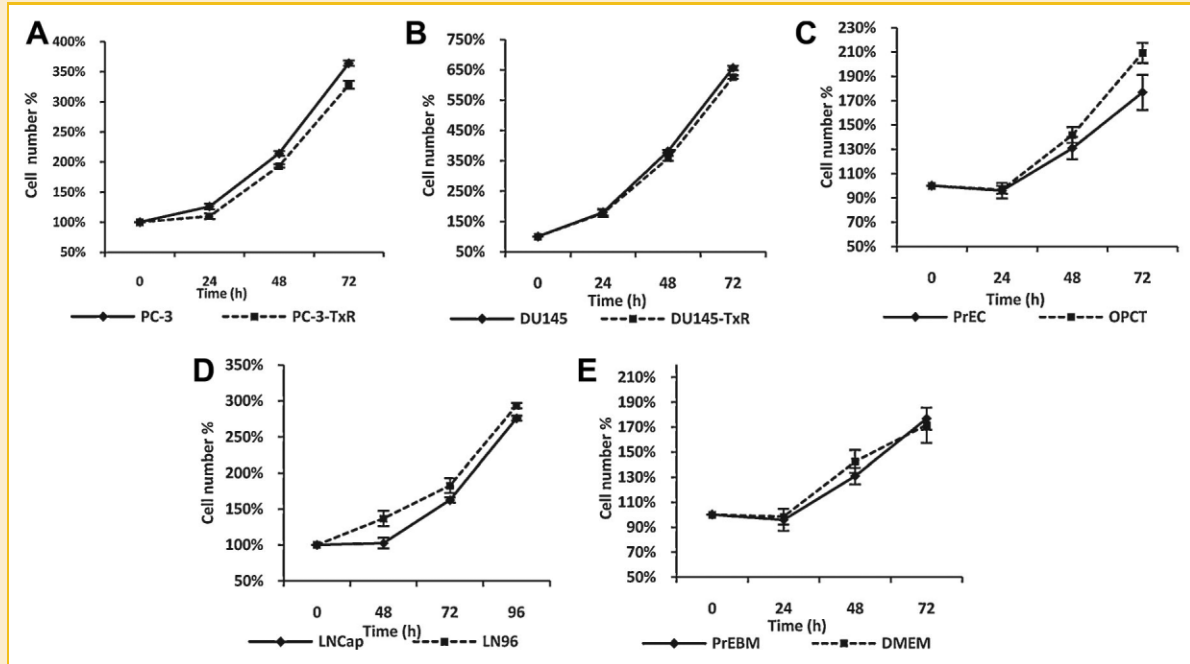 A
Cell number %
400%
350%
300%
250%
200%
150%
100%
50%
0 24 48 72
Time (h)
PC-3 PC-3-TxR
B
Cell number %
750%
650%
550%
450%
350%
250%
150%
50%
0 24 48 72
Time (h)
DU145 DU145-TxR
C
Cell number %
230%
210%
190%
170%
150%
130%
110%
90%
70%
50%
0 24 48 72
Time (h)
PrEC OPCT
D
Cell number %
350%
300%
250%
200%
150%
100%
50%
0 48 72 96
Time (h)
LNCap LN96
E
Cell number %
210%
190%
170%
150%
130%
110%
90%
70%
50%
0 24 48 72
Time (h)
PrEBM DMEM